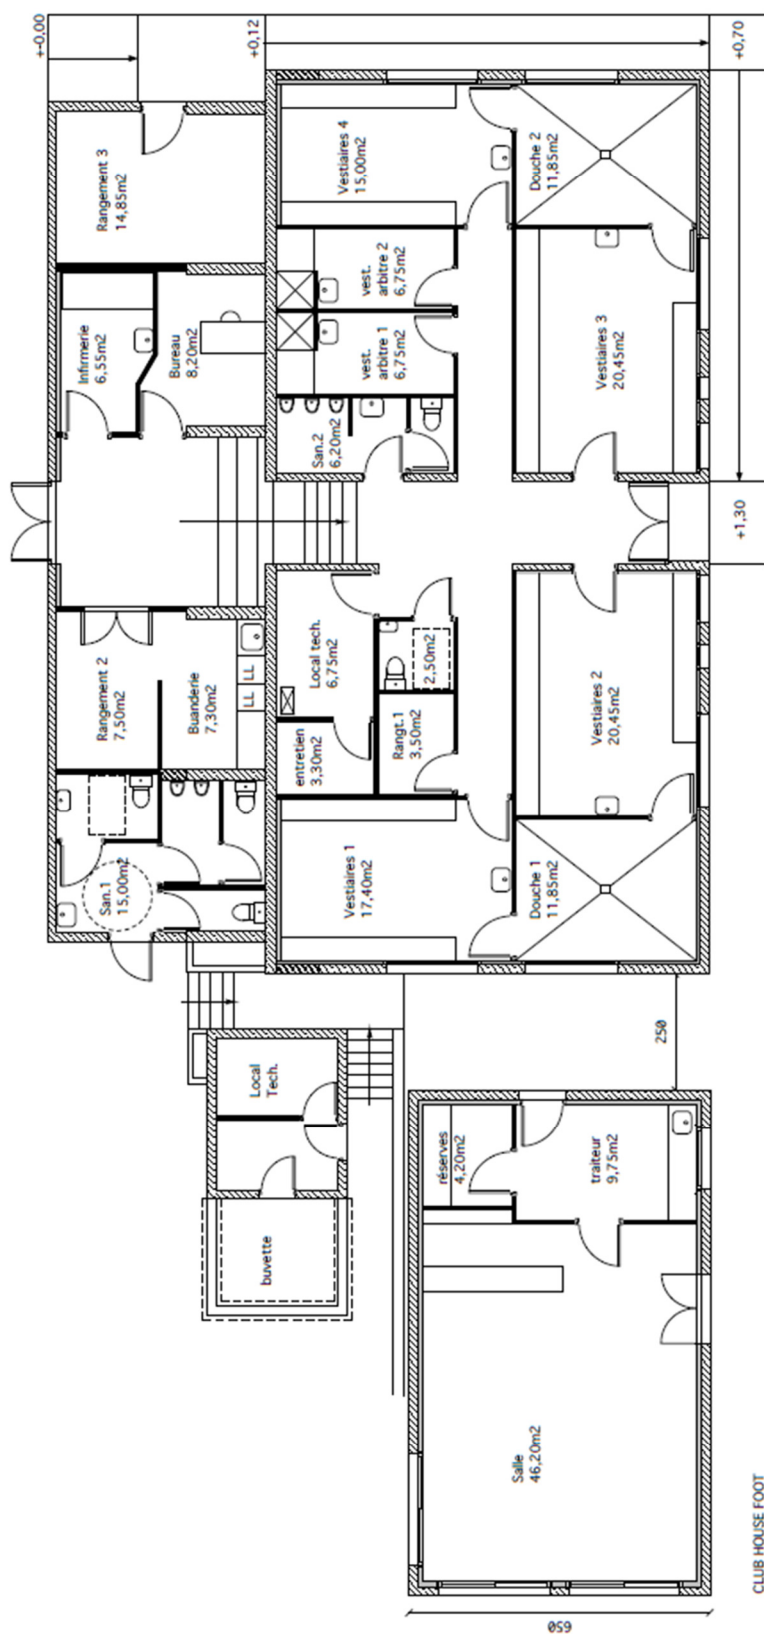 +-0,00
+0,12
+0,70
Rangement 3
14,85m2
Vestiaires 4
15,00m2
Douche 2
11,85m2
Infirmerie
6,55m2
Bureau
8,20m2
vest.
arbitre 2
6,75m2
vest.
arbitre 1
6,75m2
San.2
6,20m2
Vestiaires 3
20,45m2
+1,30
Rangement 2
7,50m2
Buanderie
7,30m2
LL
LL
Local tech.
6,75m2
2,50m2
entretien
3,30m2
Rangt.1
3,50m2
Vestiaires 2
20,45m2
San.1
15,00m2
Vestiaires 1
17,40m2
Douche 1
11,85m2
Local
Tech.
250
buvette
réserves
4,20m2
traiteur
9,75m2
Salle
46,20m2
650
CLUB HOUSE FOOT